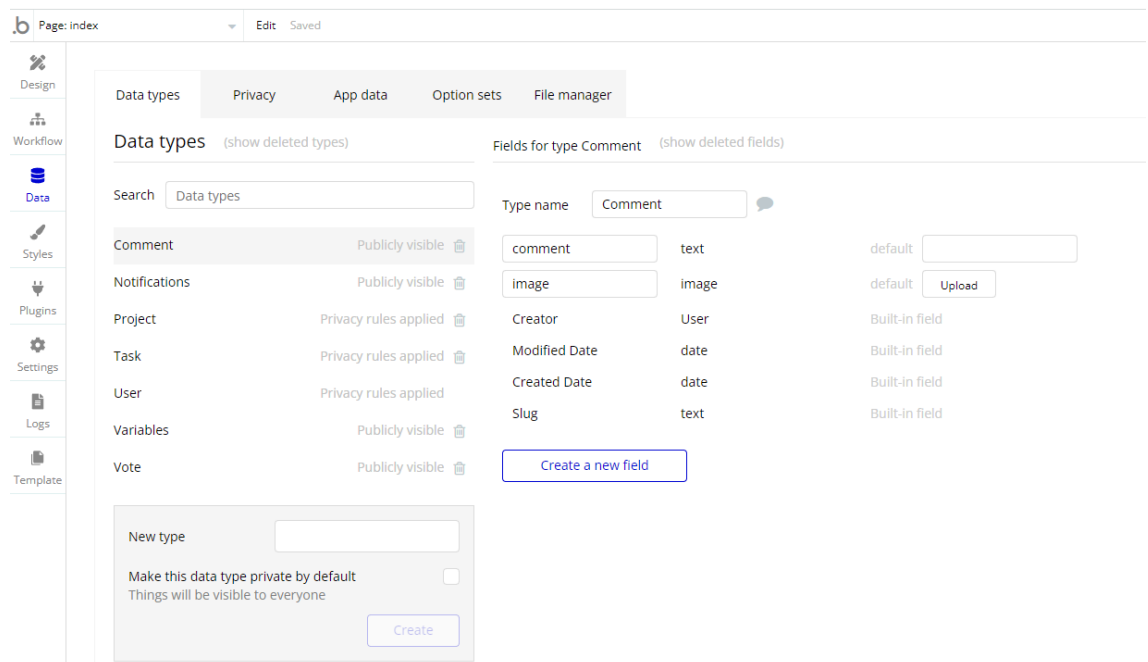 .b Page: index Edit Saved
Design
Workflow
Data
Styles
Plugins
Settings
Logs
Template
Data types Privacy App data Option sets File manager
Data types (show deleted types)
Search Data types
Comment Publicly visible
Notifications Publicly visible
Project Privacy rules applied
Task Privacy rules applied
User Privacy rules applied
Variables Publicly visible
Vote Publicly visible
New type
Make this data type private by default
Things will be visible to everyone
Create
Fields for type Comment (show deleted fields)
Type name Comment
comment text default
image image default Upload
Creator User Built-in field
Modified Date date Built-in field
Created Date date Built-in field
Slug text Built-in field
Create a new field